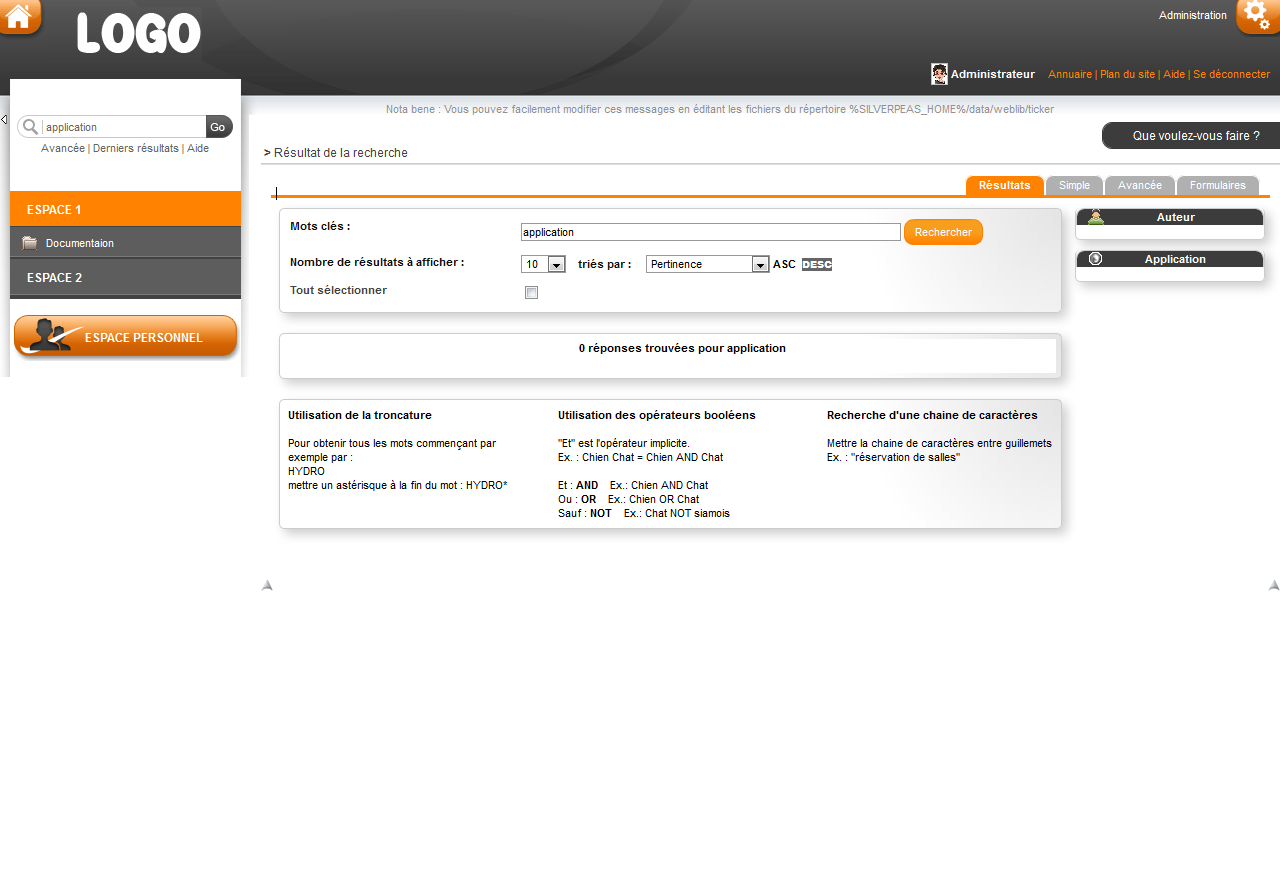 LOGO
Administration
Administrateur Annuaire | Plan du site | Aide | Se déconnecter
Nota bene : Vous pouvez facilement modifier ces messages en éditant les fichiers du répertoire %SILVERPEAS_HOME%/data/weblib/ticker
application Go
Avancée | Derniers résultats | Aide
Que voulez-vous faire ?
> Résultat de la recherche
ESPACE 1
Documentaion
ESPACE 2
ESPACE PERSONNEL
Résultats Simple Avancée Formulaires
Mots clés : application Rechercher
Nombre de résultats à afficher : 10 triés par : Pertinence ASC DESC
Tout sélectionner
Auteur
Application
0 réponses trouvées pour application
Utilisation de la troncature
Pour obtenir tous les mots commençant par
exemple par :
HYDRO
mettre un astérisque à la fin du mot : HYDRO*
Utilisation des opérateurs booléens
"Et" est l'opérateur implicite.
Ex. : Chien Chat = Chien AND Chat
Et : AND Ex.: Chien AND Chat
Ou : OR Ex.: Chien OR Chat
Sauf : NOT Ex.: Chat NOT siamois
Recherche d'une chaine de caractères
Mettre la chaine de caractères entre guillemets
Ex. : "réservation de salles"